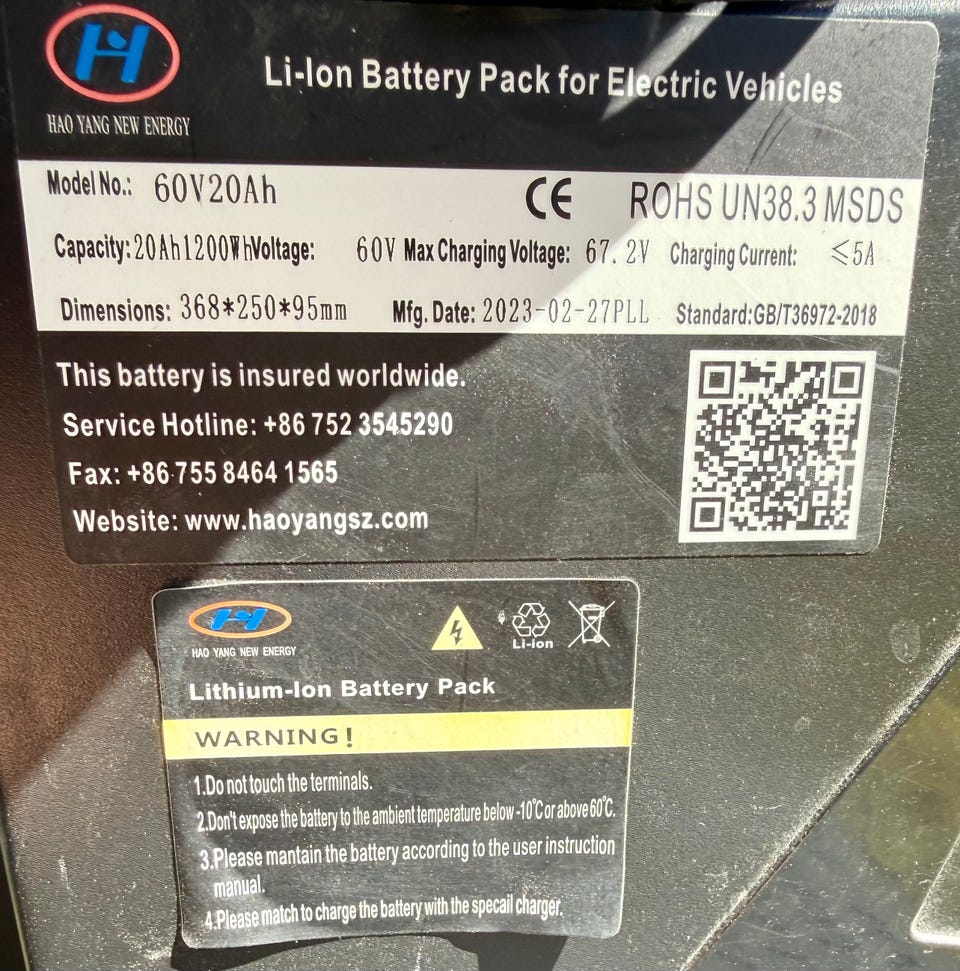 H
HAO YANG NEW ENERGY
Li-Ion Battery Pack for Electric Vehicles
Model No.: 60V20Ah CE ROHS UN38.3 MSDS
Capacity:20Ah1200WhVoltage: 60V Max Charging Voltage: 67.2V Charging Current: ≤5A
Dimensions: 368*250*95mm Mfg. Date: 2023-02-27PLL Standard:GB/T36972-2018
This battery is insured worldwide.
Service Hotline: +86 752 3545290
Fax: +86 755 8464 1565
Website: www.haoyangsz.com
H
HAO YANG NEW ENERGY
Li-ion
Lithium-Ion Battery Pack
WARNING!
1.Do not touch the terminals.
2.Don't expose the battery to the ambient temperature below -10℃ or above 60℃.
3.Please mantain the battery according to the user instruction
manual.
4.Please match to charge the battery with the specail charger.